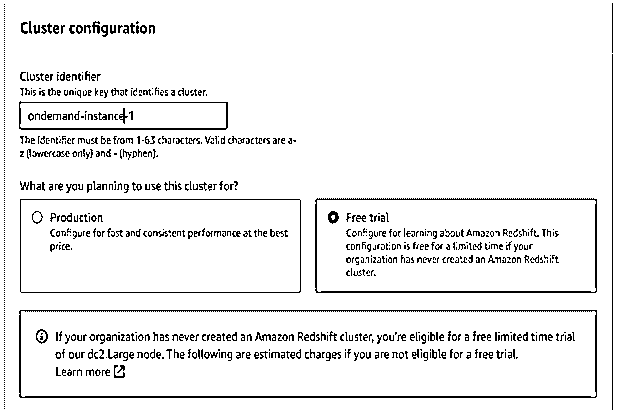 Cluster configuration
Cluster identifier
This is the unique key that identifies a cluster.
ondemand-instance-1
The identifier must be from 1-63 characters. Valid characters are a-
z (lowercase only) and - (hyphen).
What are you planning to use this cluster for?
Production
Configure for fast and consistent performance at the best
price.
Free trial
Configure for learning about Amazon Redshift. This
configuration is free for a limited time if your
organization has never created an Amazon Redshift
cluster.
If your organization has never created an Amazon Redshift cluster, you're eligible for a free limited time trial
of our dc2.Large node. The following are estimated charges if you are not eligible for a free trial.
Learn more